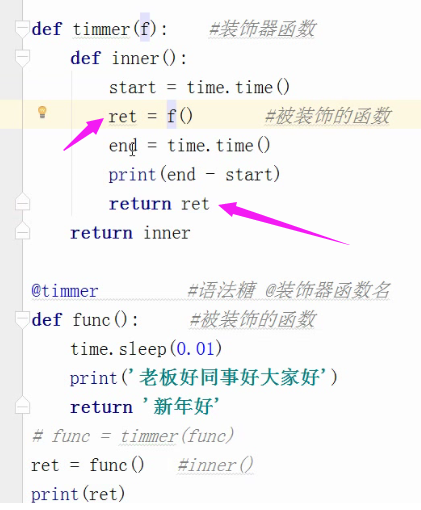 def timmer(f):    #装饰器函数
    def inner():
        start = time.time()
        ret = f()       #被装饰的函数
        end = time.time()
        print(end - start)
        return ret
    return inner
@timmer         #语法糖 @装饰器函数名
def func():     #被装饰的函数
    time.sleep(0.01)
    print('老板好同事好大家好')
    return '新年好'
# func = timmer(func)
ret = func()   #inner()
print(ret)